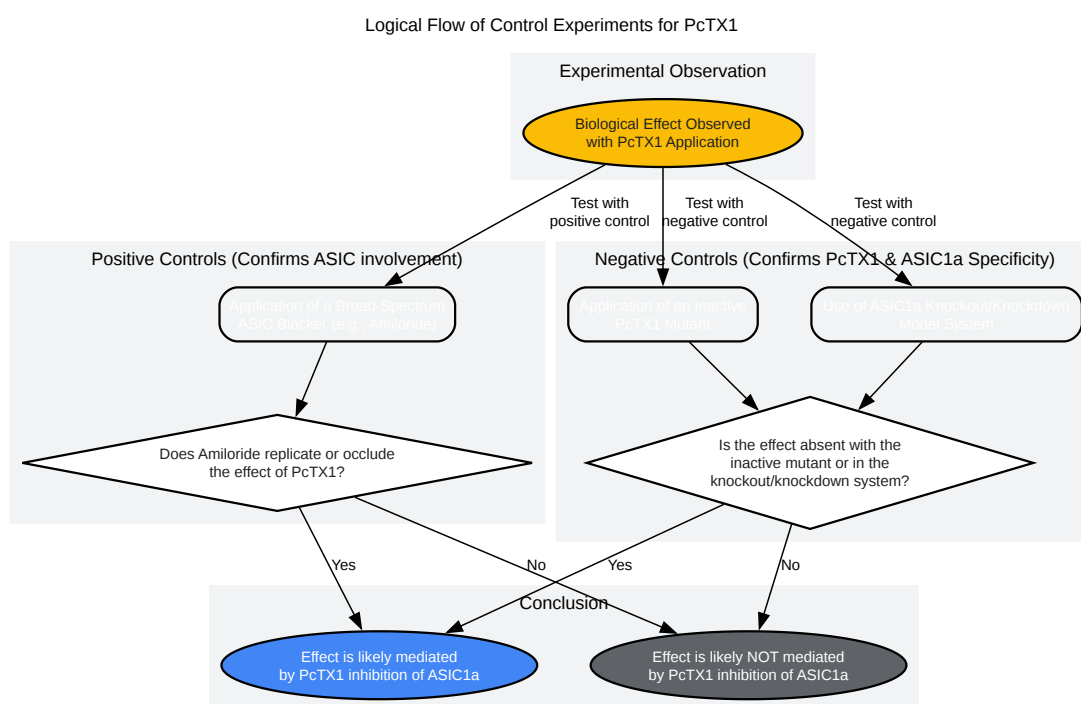 Logical Flow of Control Experiments for PcTX1
Experimental Observation
Biological Effect Observed
with PcTX1 Application
Test with
positive control
Test with
negative control
Test with
negative control
Positive Controls (Confirms ASIC involvement)
Negative Controls (Confirms PcTX1 & ASIC1a Specificity)
Application of a Broad-Spectrum
ASIC Blocker (e.g., Amiloride)
Application of an Inactive
PcTX1 Mutant
Use of ASIC1a Knockout/Knockdown
Model System
Does Amiloride replicate or occlude
the effect of PcTX1?
Is the effect absent with the
inactive mutant or in the
knockout/knockdown system?
Yes
No
Yes
No
Conclusion
Effect is likely mediated
by PcTX1 inhibition of ASIC1a
Effect is likely NOT mediated
by PcTX1 inhibition of ASIC1a